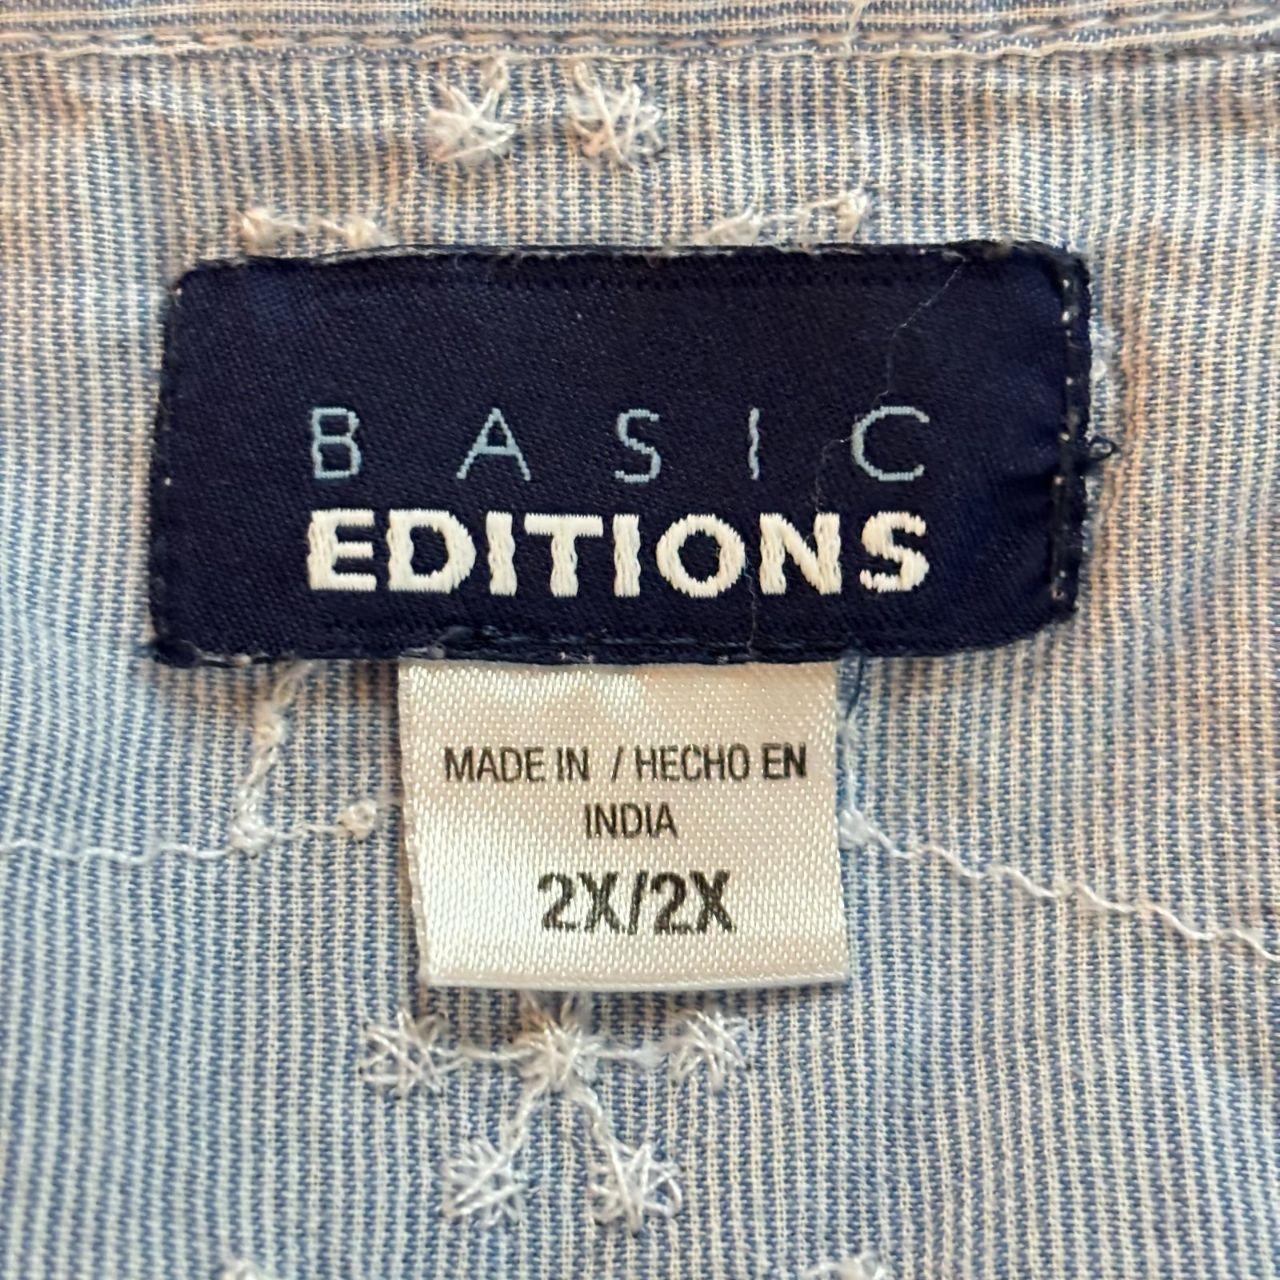 BASIC
EDITIONS
MADE IN / HECHO EN
INDIA
2X/2X